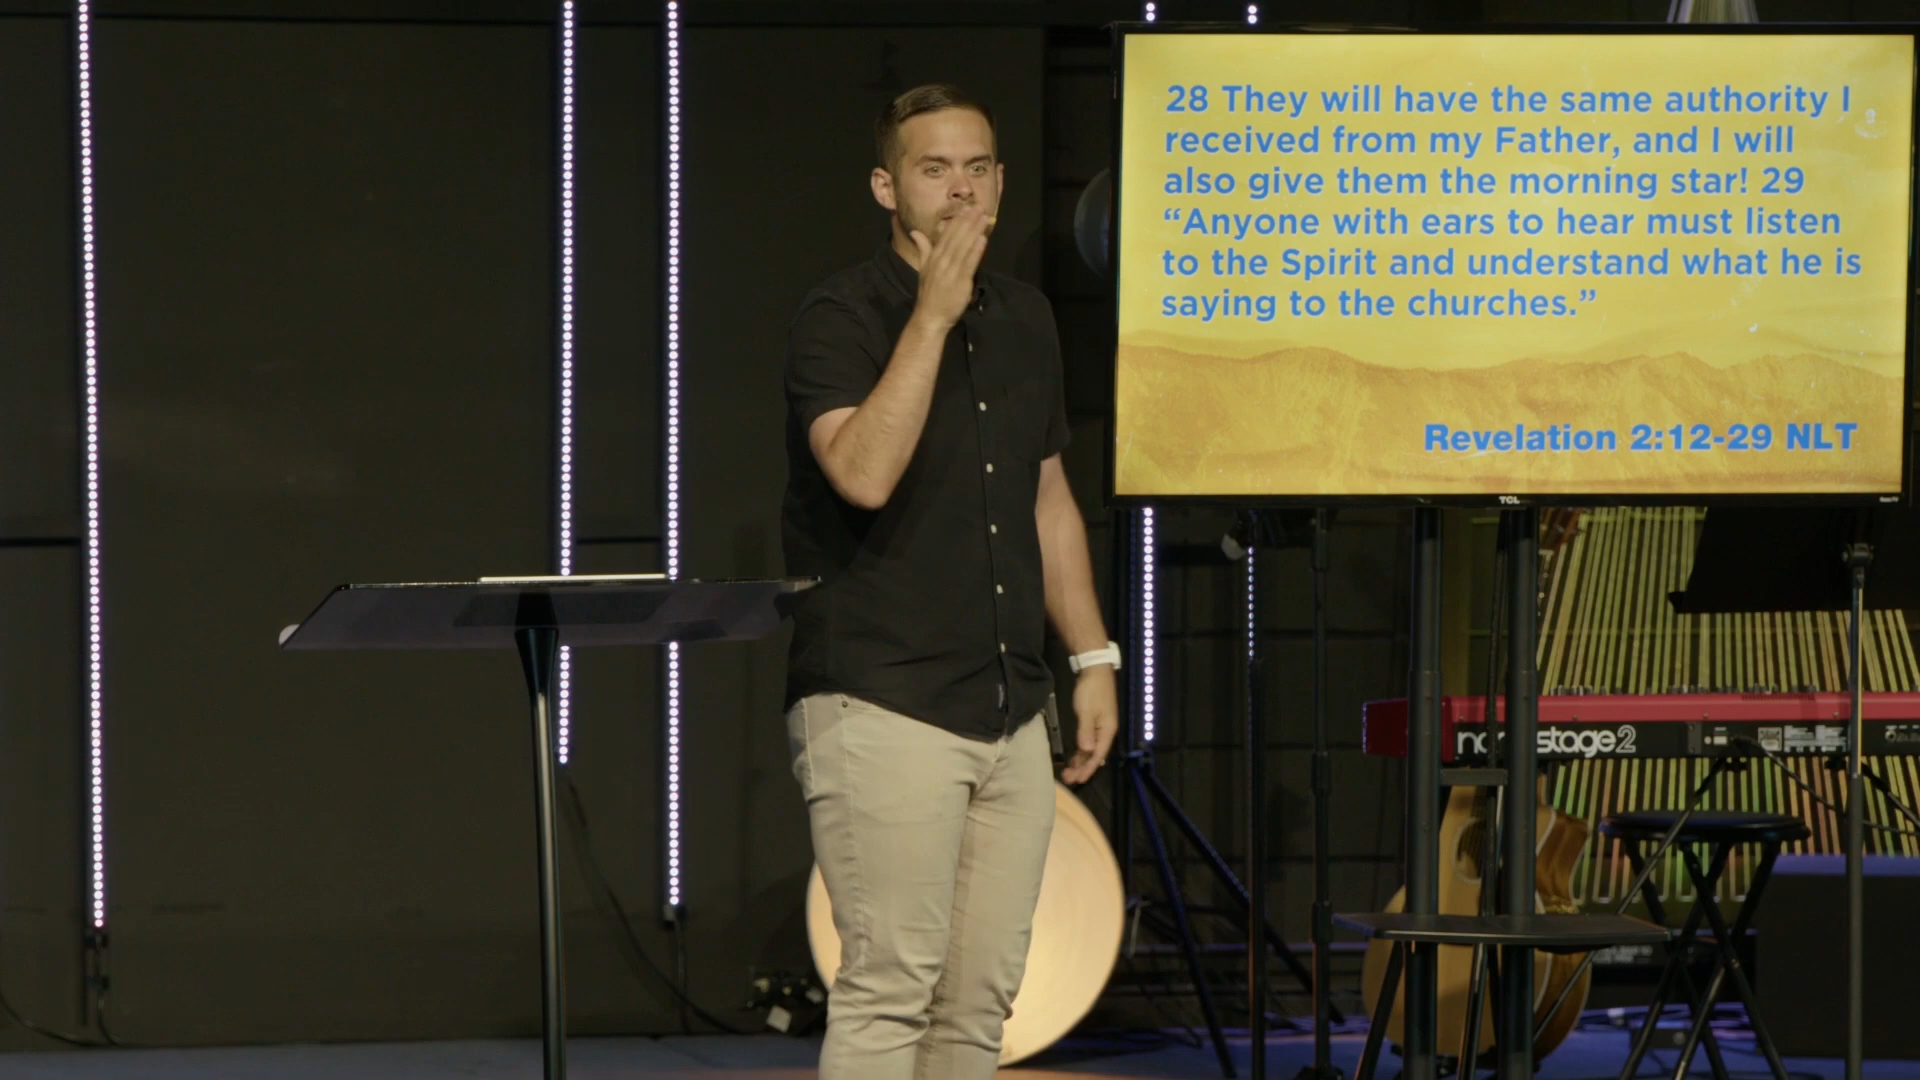 28 They will have the same authority I
received from my Father, and I will
also give them the morning star! 29
“Anyone with ears to hear must listen
to the Spirit and understand what he is
saying to the churches.”
Revelation 2:12-29 NLT
TCL
stage2